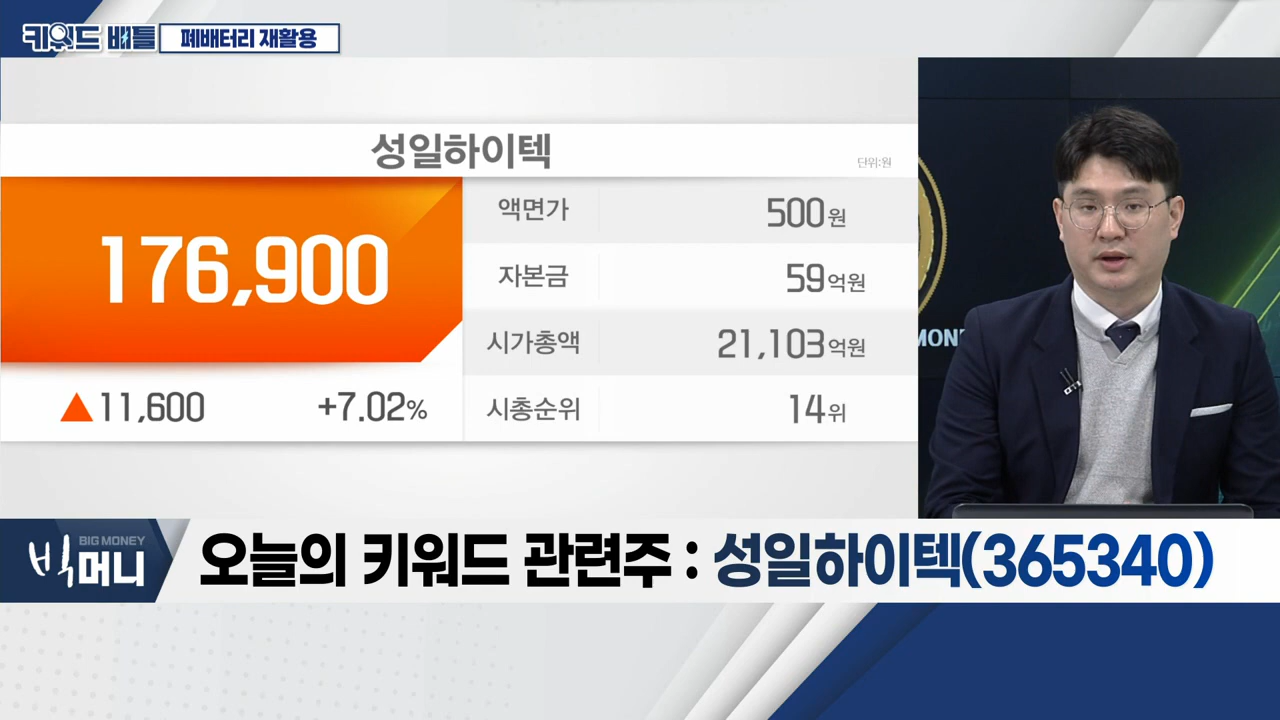 키워드 배틀 폐배터리 재활용
성일하이텍
단위:원
176,900
▲11,600 +7.02%
액면가 500원
자본금 59억원
시가총액 21,103억원
시총순위 14위
MONE
BIG MONEY
빅머니
오늘의 키워드 관련주 : 성일하이텍(365340)